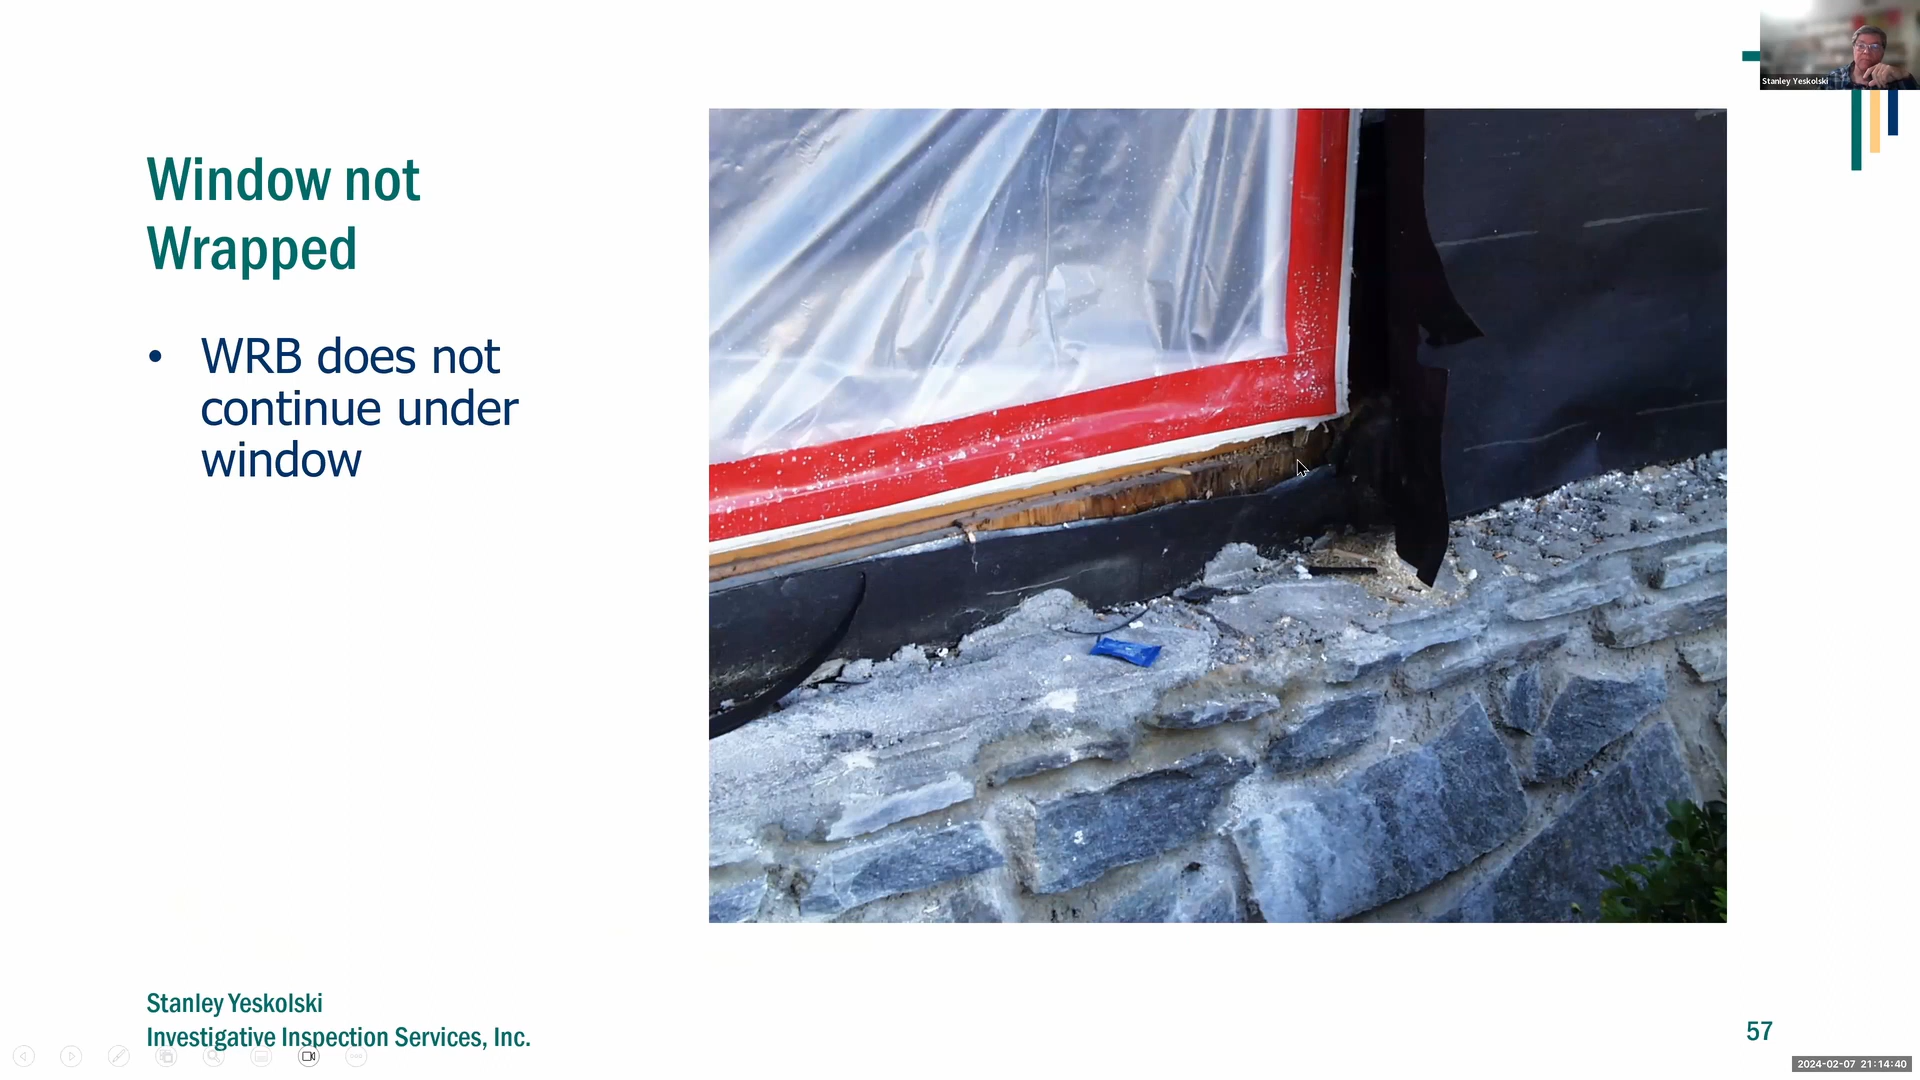 Stanley Yeskolski
Window not
Wrapped
• WRB does not
continue under
window
Stanley Yeskolski
Investigative Inspection Services, Inc.
57
2024-02-07 21:14:40